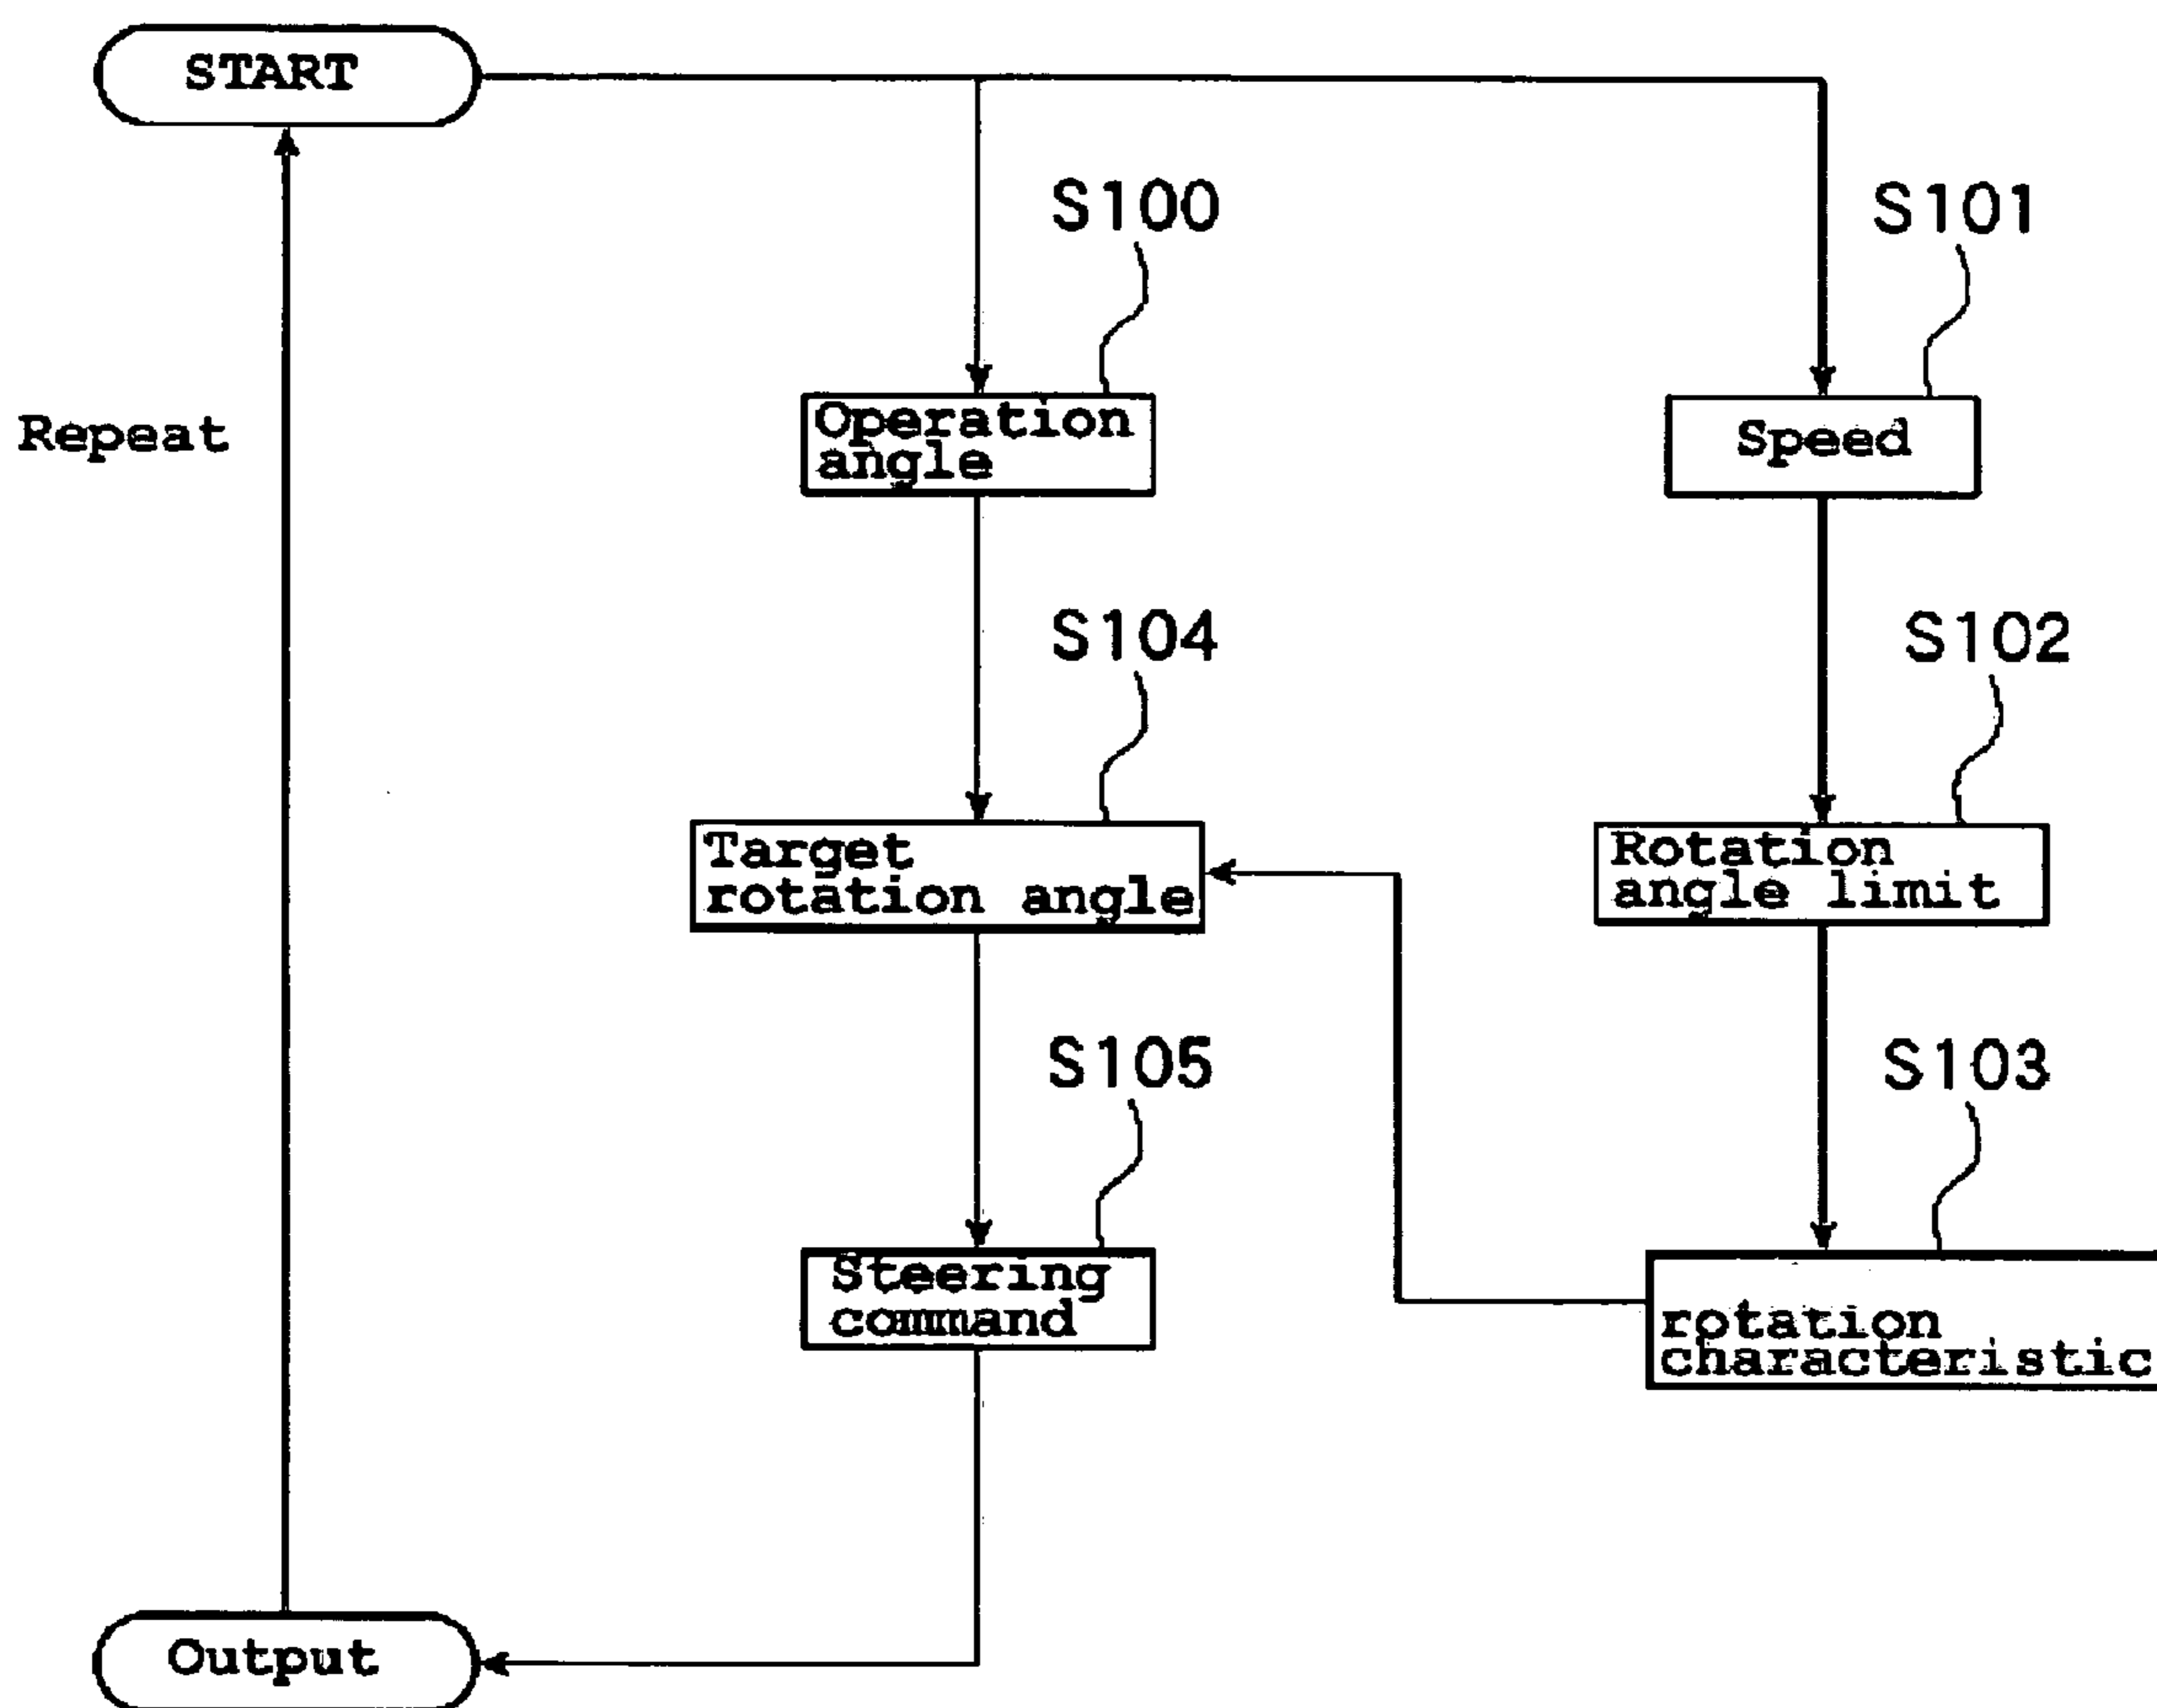 START
S100
S101
Repeat
Operation
angle
Speed
S104
S102
Target
rotation angle
Rotation
angle limit
S105
S103
Steering
command
rotation
characteristic
Output